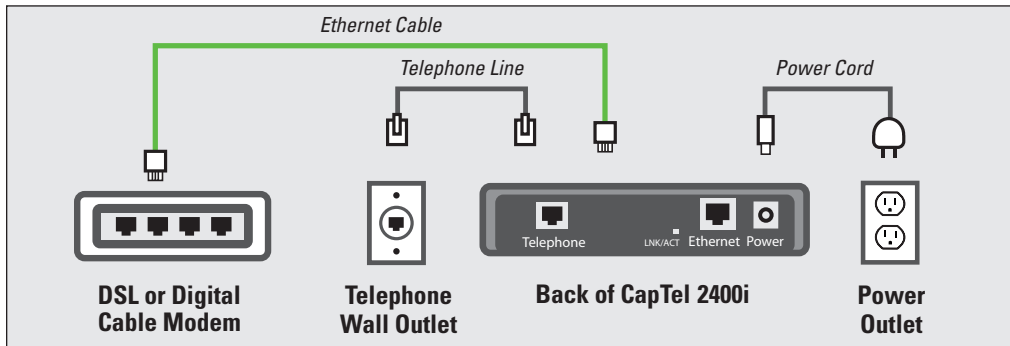 Ethernet Cable
Telephone Line
Power Cord
Telephone
LNK/ACT
Ethernet
Power
DSL or Digital
Cable Modem
Telephone
Wall Outlet
Back of CapTel 2400i
Power
Outlet